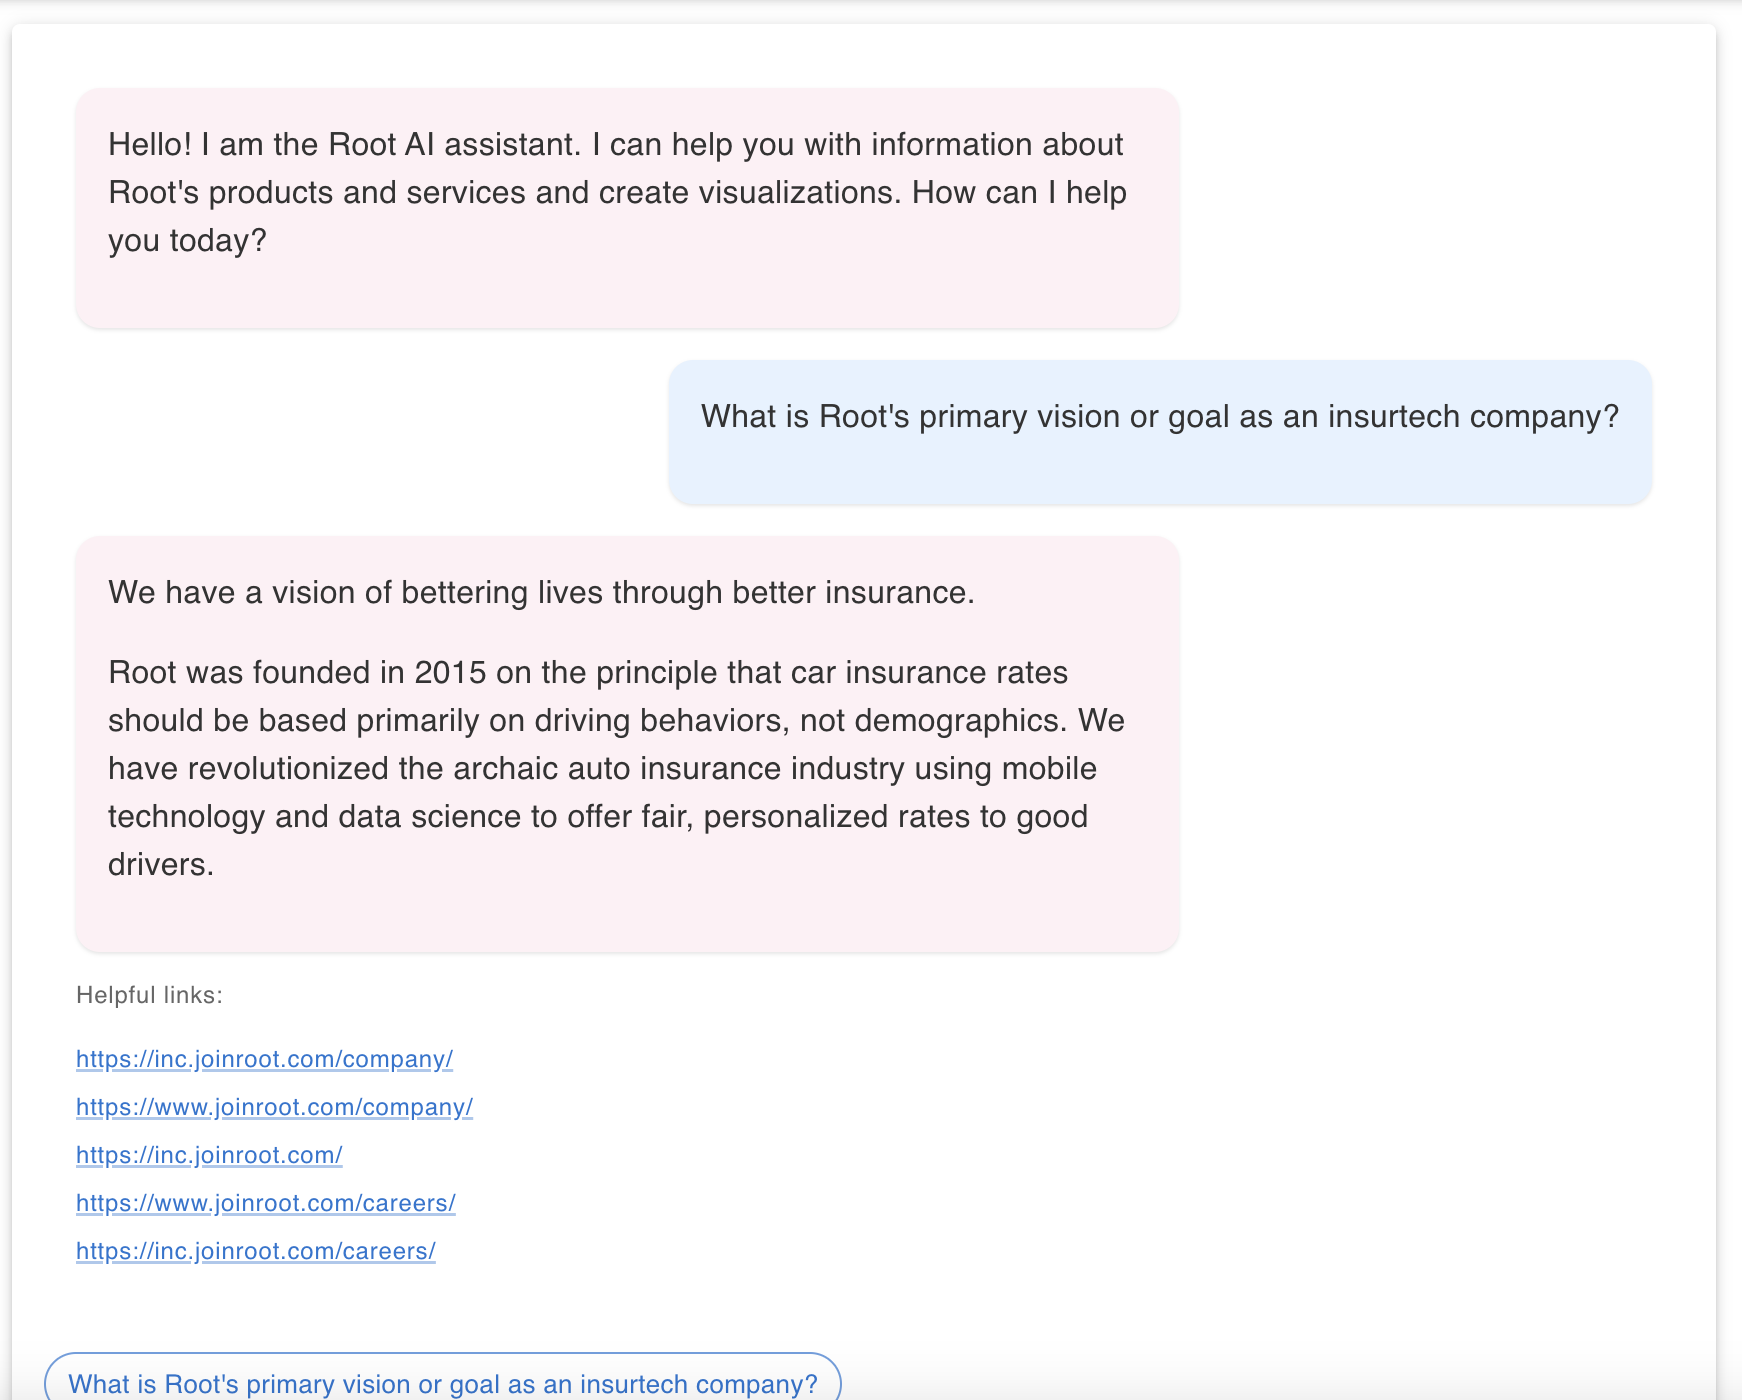 Hello! I am the Root AI assistant. I can help you with information about
Root's products and services and create visualizations. How can I help
you today?
What is Root's primary vision or goal as an insurtech company?
We have a vision of bettering lives through better insurance.
Root was founded in 2015 on the principle that car insurance rates
should be based primarily on driving behaviors, not demographics. We
have revolutionized the archaic auto insurance industry using mobile
technology and data science to offer fair, personalized rates to good
drivers.
Helpful links:
https://inc.joinroot.com/company/
https://www.joinroot.com/company/
https://inc.joinroot.com/
https://www.joinroot.com/careers/
https://inc.joinroot.com/careers/
What is Root's primary vision or goal as an insurtech company?